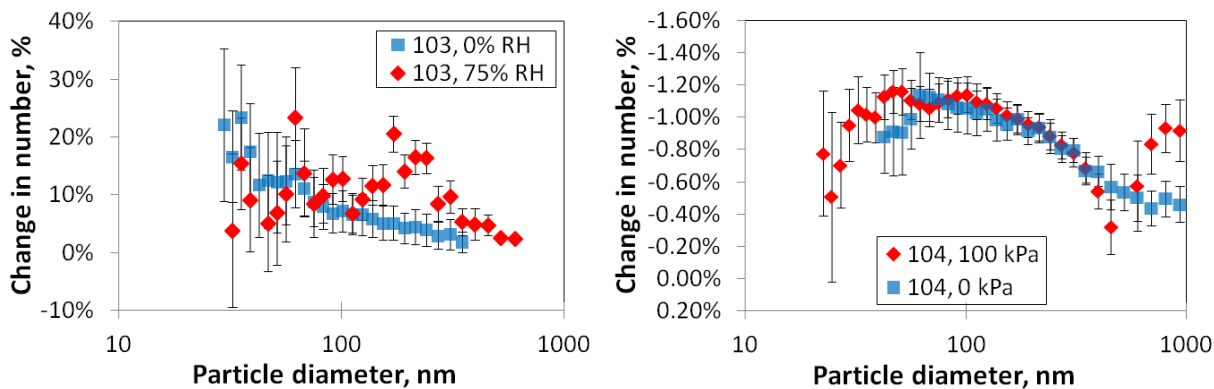 40%
30%
20%
10%
0%
-10%
Change in number, %
103, 0% RH
103, 75% RH
10
100
1000
Particle diameter, nm
-1.60%
-1.40%
-1.20%
-1.00%
-0.80%
-0.60%
-0.40%
-0.20%
0.00%
0.20%
Change in number, %
104, 100 kPa
104, 0 kPa
10
100
1000
Particle diameter, nm